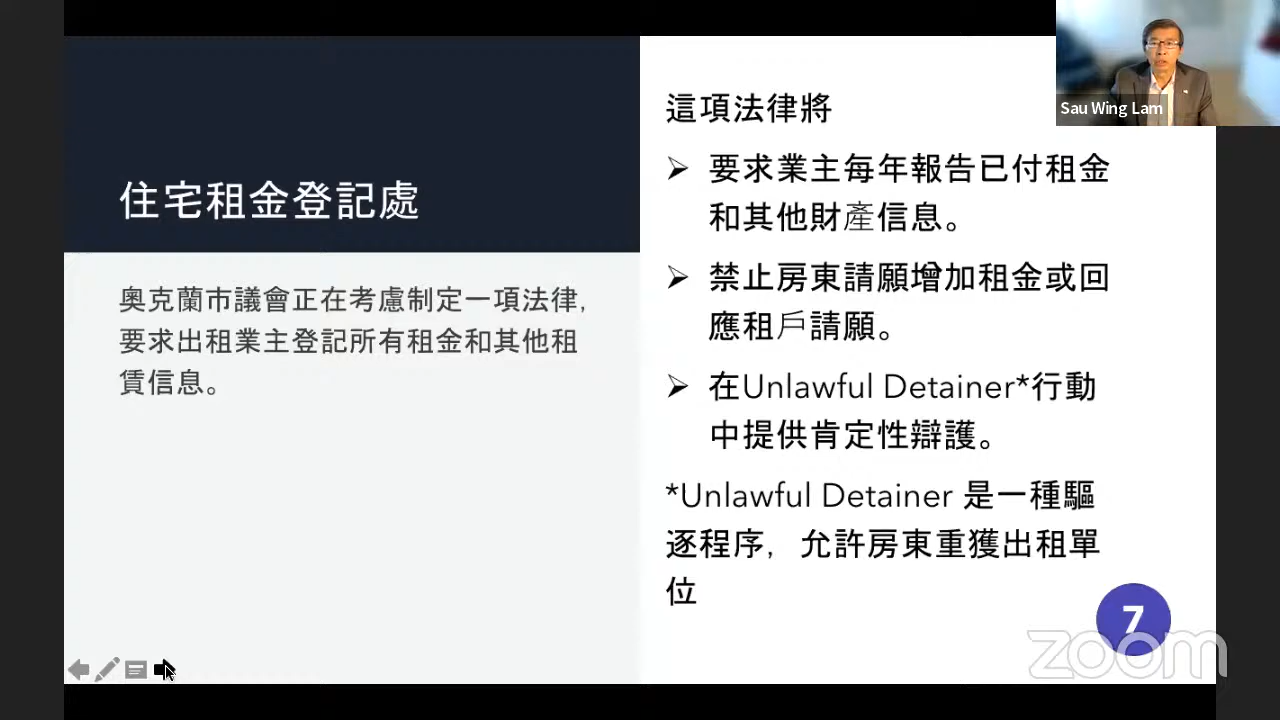 住宅租金登記處
奧克蘭市議會正在考慮制定一項法律,
要求出租業主登記所有租金和其他租
賃信息。
這項法律將
➢ 要求業主每年報告已付租金
和其他財產信息。
➢ 禁止房東請願增加租金或回
應租戶請願。
➢ 在Unlawful Detainer*行動
中提供肯定性辯護。
*Unlawful Detainer 是一種驅
逐程序，允許房東重獲出租單
位
7
zoom
Sau Wing Lam